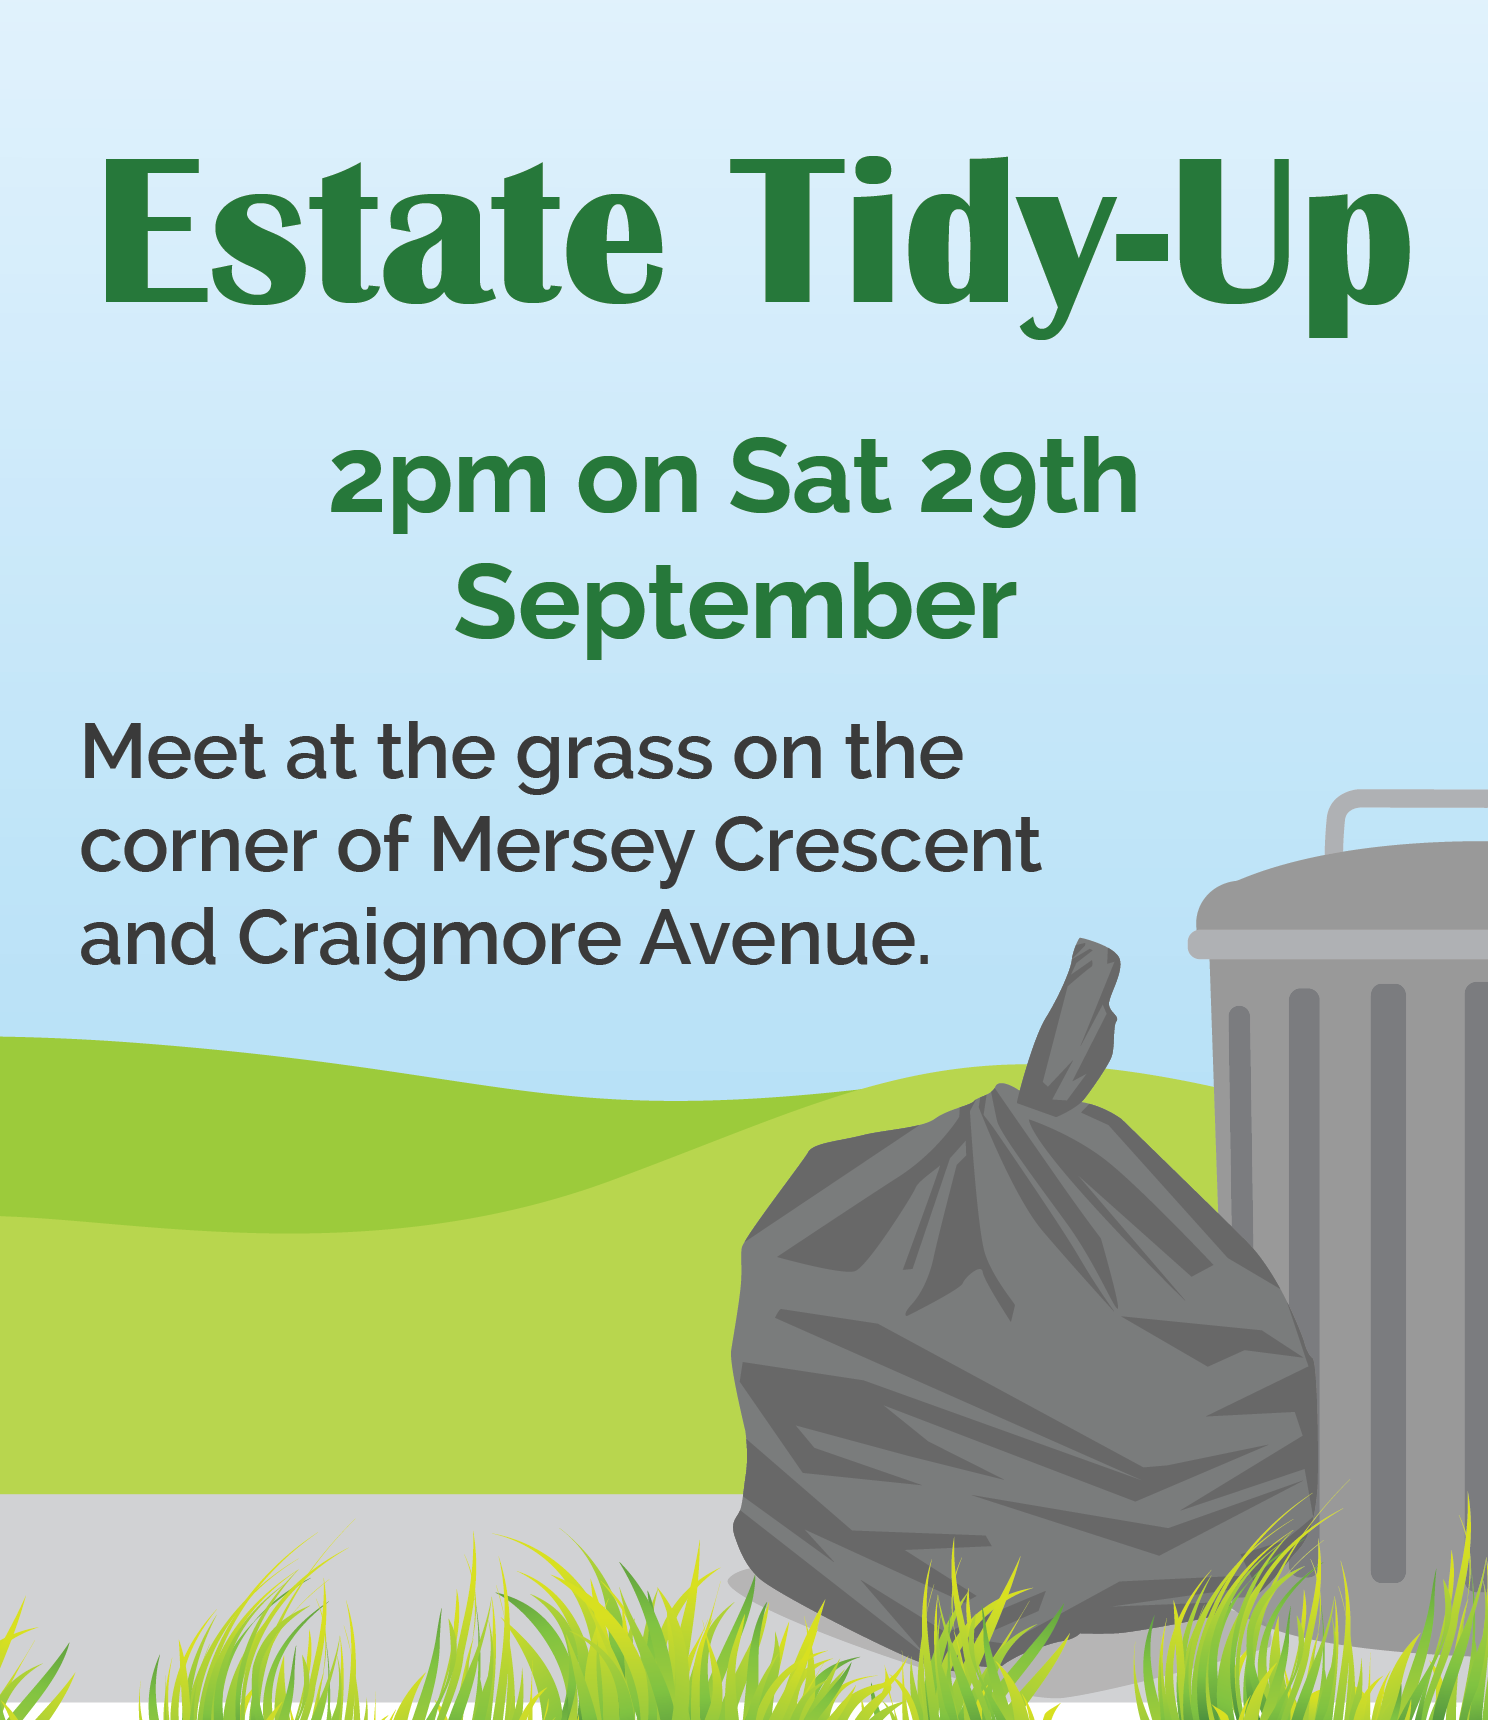 Estate Tidy-Up
2pm on Sat 29th
September
Meet at the grass on the
corner of Mersey Crescent
and Craigmore Avenue.